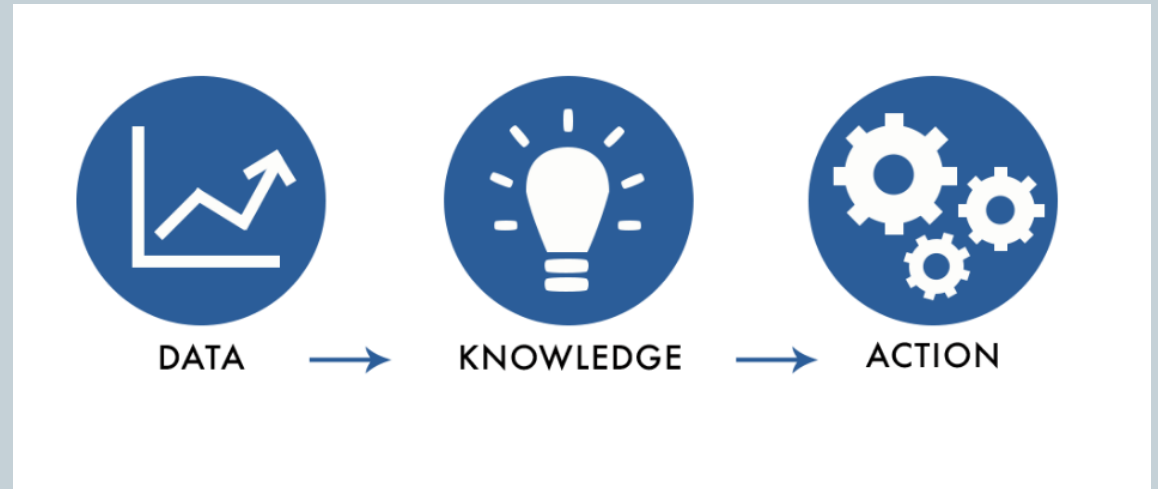 DATA → KNOWLEDGE → ACTION